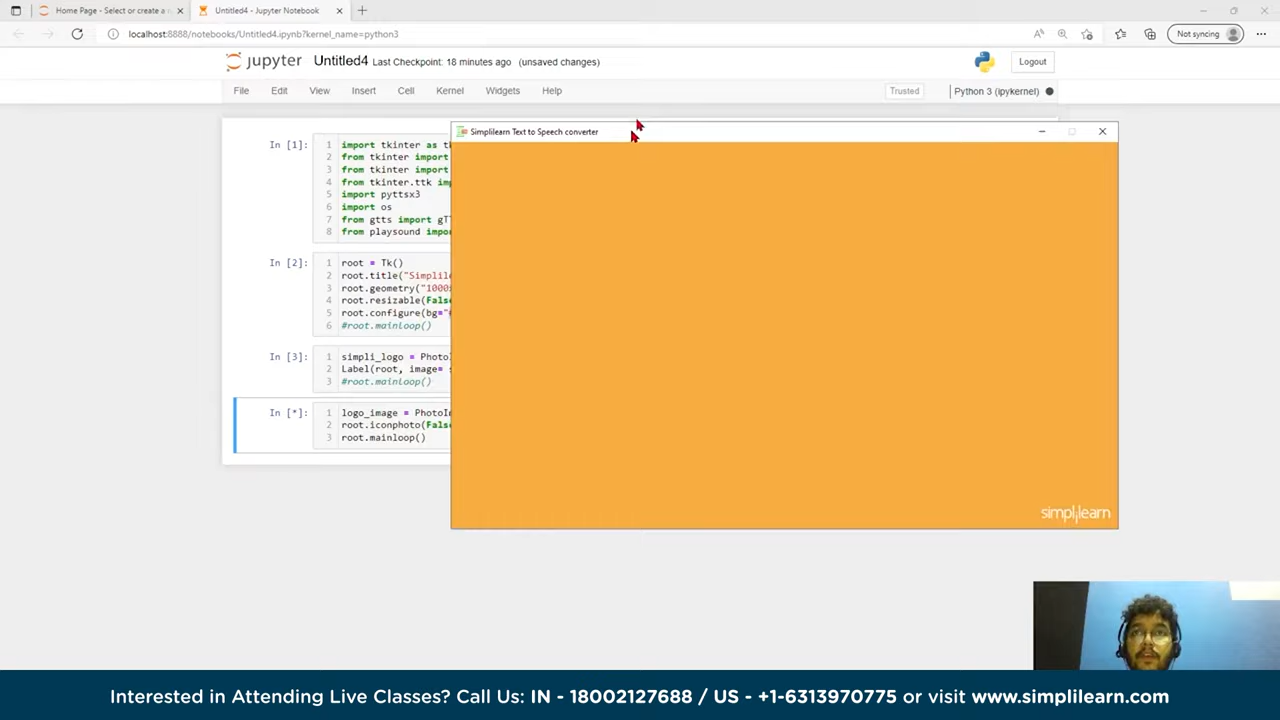 Home Page - Select or create a n
Untitled4 - Jupyter Notebook
localhost:8888/notebooks/Untitled4.ipynb?kernel_name=python3
Not syncing
jupyter Untitled4 Last Checkpoint: 18 minutes ago (unsaved changes)
Logout
File Edit View Insert Cell Kernel Widgets Help
Trusted
Python 3 (ipykernel)
Simplilearn Text to Speech converter
In [1]:
1 import tkinter as tk
2 from tkinter import
3 from tkinter import
4 from tkinter.ttk imp
5 import pyttsx3
6 import os
7 from gtts import gTT
8 from playsound impo
In [2]:
1 root = Tk()
2 root.title("Simplile
3 root.geometry("1000
4 root.resizable(False
5 root.configure(bg="
6 #root.mainloop()
In [3]:
1 simpli_logo = PhotoI
2 Label(root, image= s
3 #root.mainloop()
In [*]:
1 logo_image = PhotoIm
2 root.iconphoto(False
3 root.mainloop()
simplilearn
Interested in Attending Live Classes? Call Us: IN - 18002127688 / US - +1-6313970775 or visit www.simplilearn.com